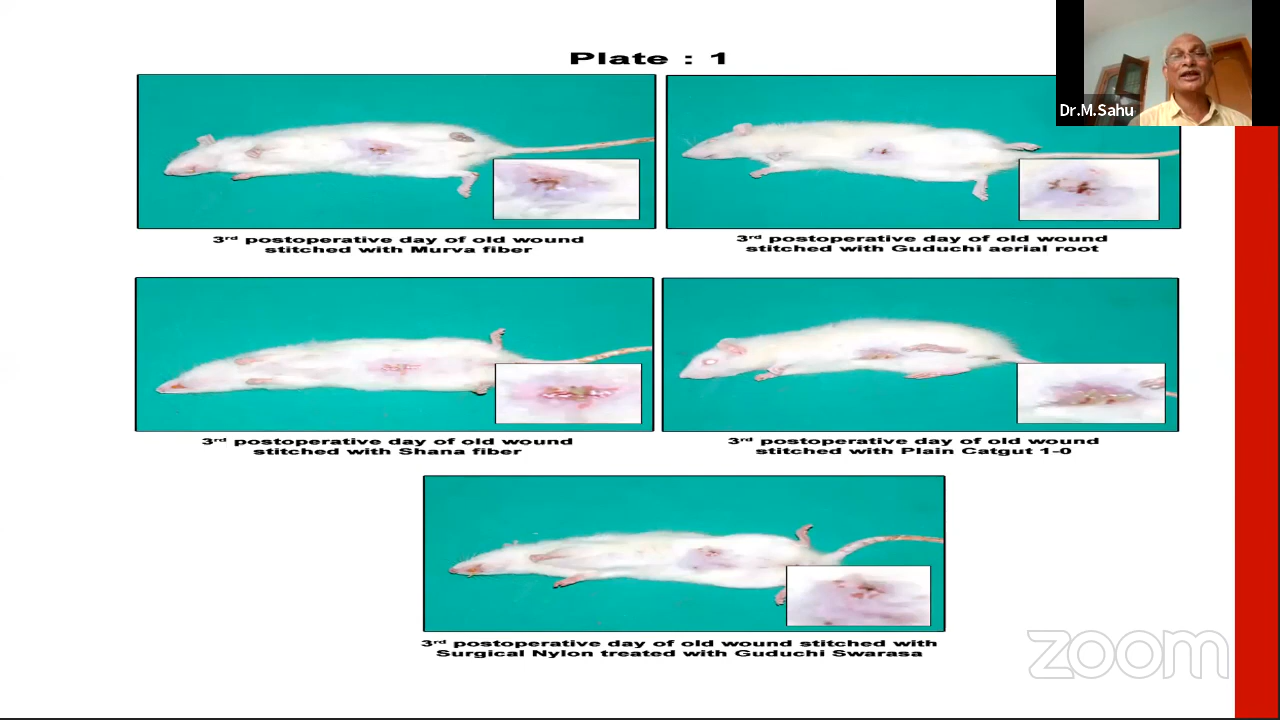 Plate : 1
Dr.M.Sahu
3rd postoperative day of old wound
stitched with Murva fiber
3rd postoperative day of old wound
stitched with Guduchi aerial root
3rd postoperative day of old wound
stitched with Shana fiber
3rd postoperative day of old wound
stitched with Plain Catgut 1-0
3rd postoperative day of old wound stitched with
Surgical Nylon treated with Guduchi Swarasa
zoom